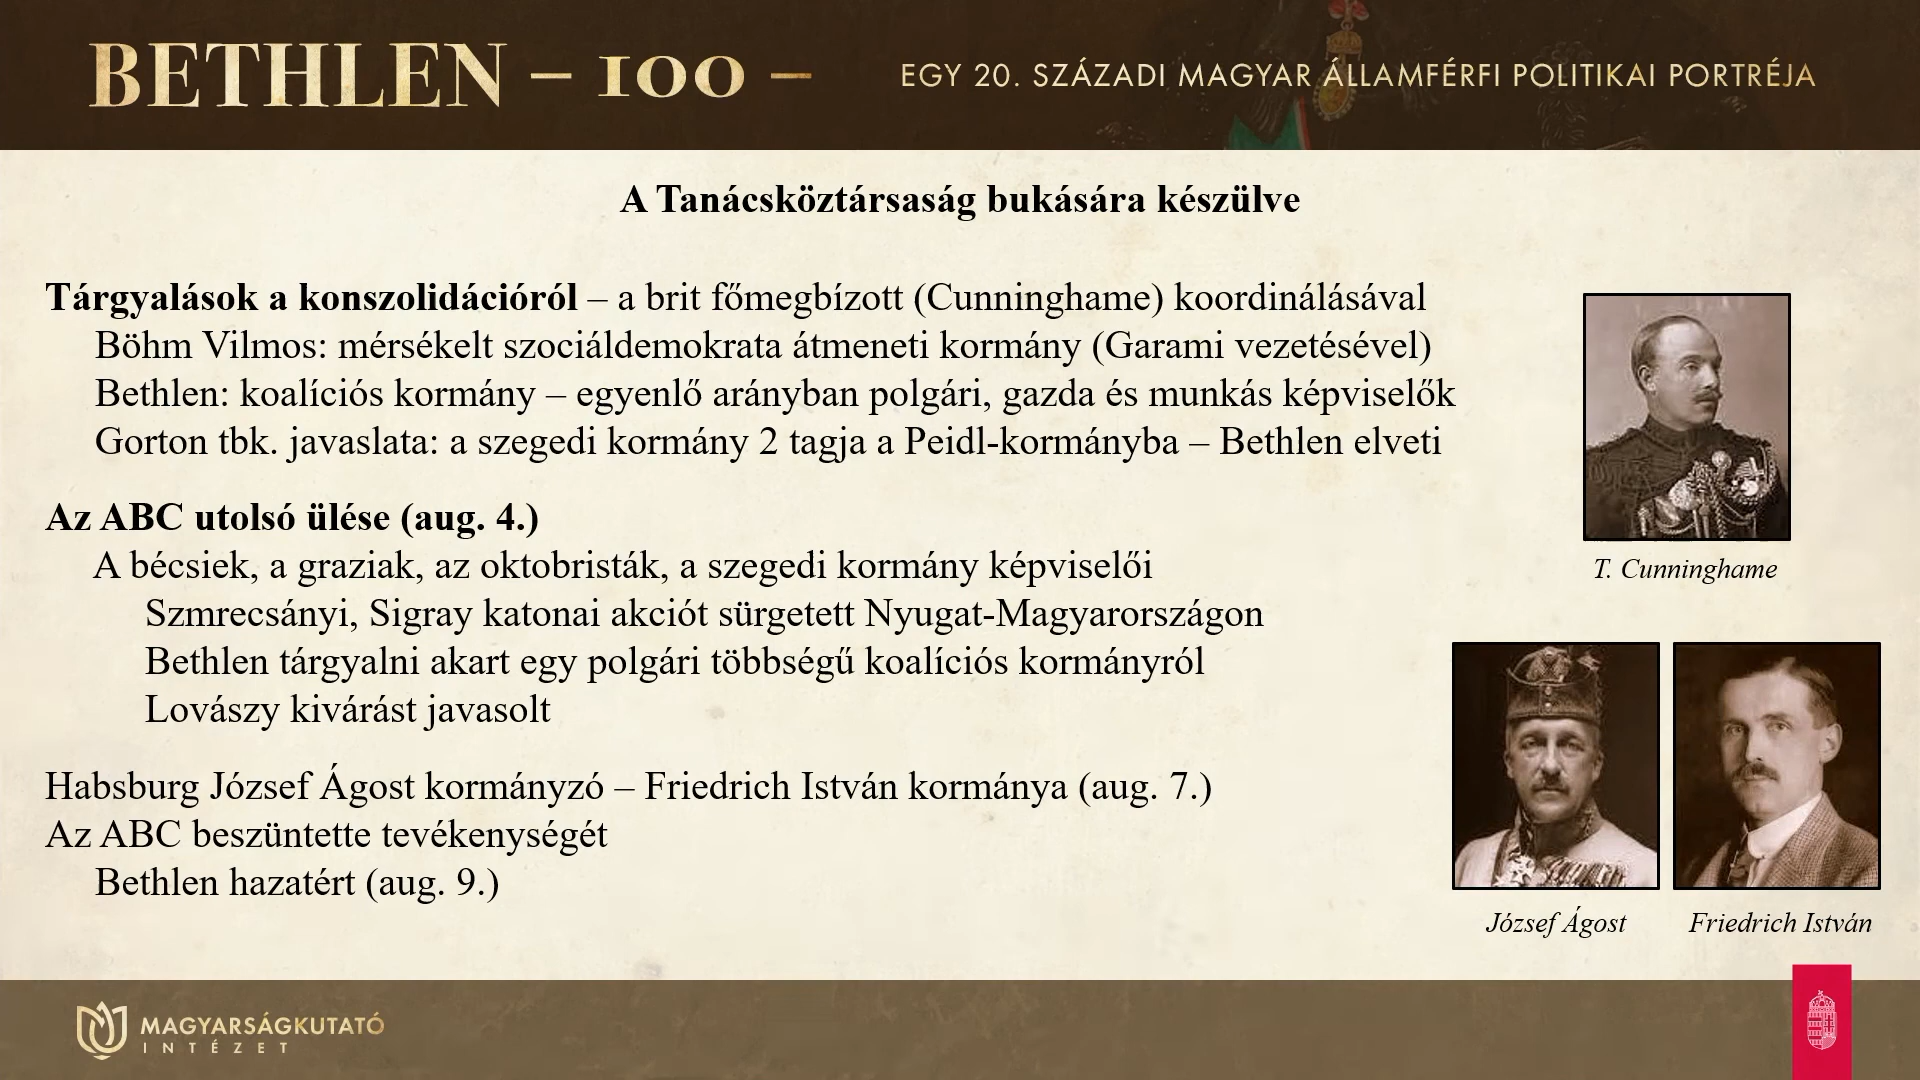 BETHLEN – 100 –
EGY 20. SZÁZADI MAGYAR ÁLLAMFÉRFI POLITIKAI PORTRÉJA
A Tanácsköztársaság bukására készülve
Tárgyalások a konszolidációról – a brit főmegbízott (Cunninghame) koordinálásával
Böhm Vilmos: mérsékelt szociáldemokrata átmeneti kormány (Garami vezetésével)
Bethlen: koalíciós kormány – egyenlő arányban polgári, gazda és munkás képviselők
Gorton tbk. javaslata: a szegedi kormány 2 tagja a Peidl-kormányba – Bethlen elveti
Az ABC utolsó ülése (aug. 4.)
A bécsiek, a graziak, az oktobristák, a szegedi kormány képviselői
Szmrecsányi, Sigray katonai akciót sürgetett Nyugat-Magyarországon
Bethlen tárgyalni akart egy polgári többségű koalíciós kormányról
Lovászy kivárást javasolt
Habsburg József Ágost kormányzó – Friedrich István kormánya (aug. 7.)
Az ABC beszüntette tevékenységét
Bethlen hazatért (aug. 9.)
T. Cunninghame
József Ágost
Friedrich István
MAGYARSÁGKUTATÓ
INTÉZET